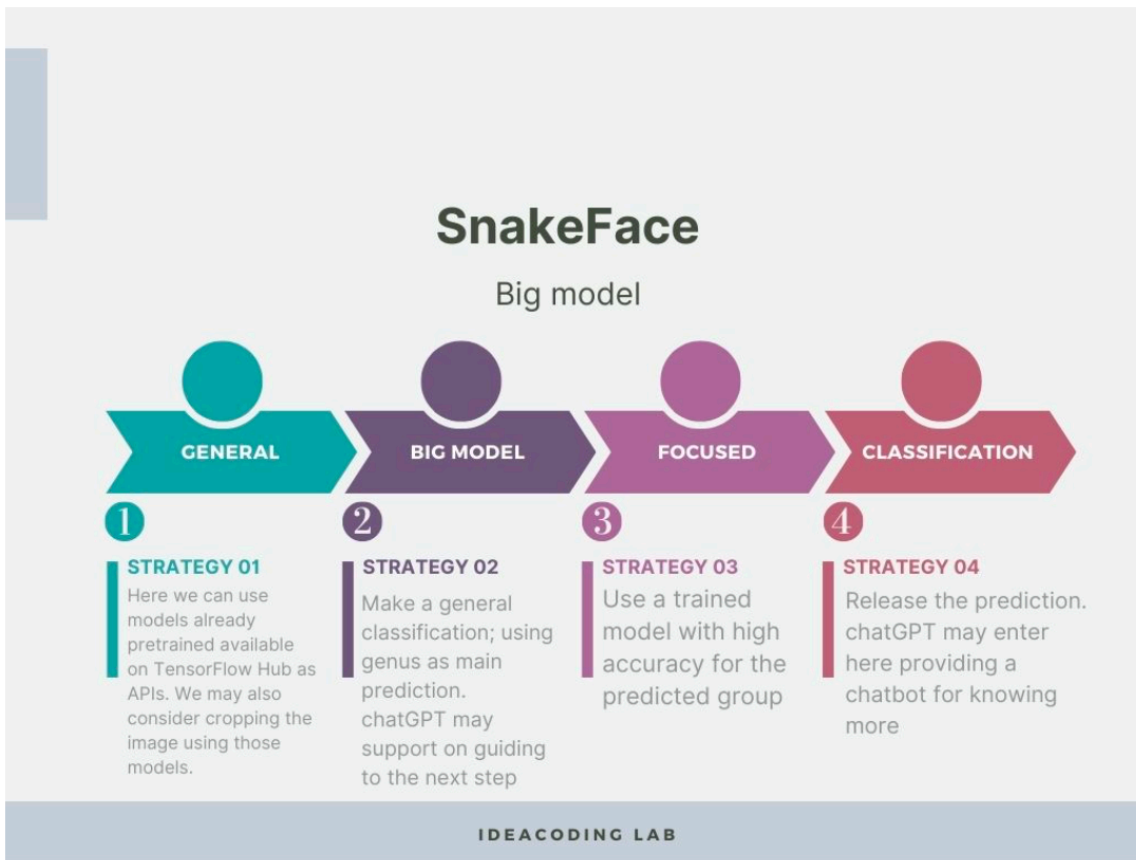 SnakeFace
Big model
GENERAL
BIG MODEL
FOCUSED
CLASSIFICATION
1
STRATEGY 01
Here we can use
models already
pretrained available
on TensorFlow Hub as
APIs. We may also
consider cropping the
image using those
models.
2
STRATEGY 02
Make a general
classification; using
genus as main
prediction.
chatGPT may
support on guiding
to the next step
3
STRATEGY 03
Use a trained
model with high
accuracy for the
predicted group
4
STRATEGY 04
Release the prediction.
chatGPT may enter
here providing a
chatbot for knowing
more
IDEACODING LAB